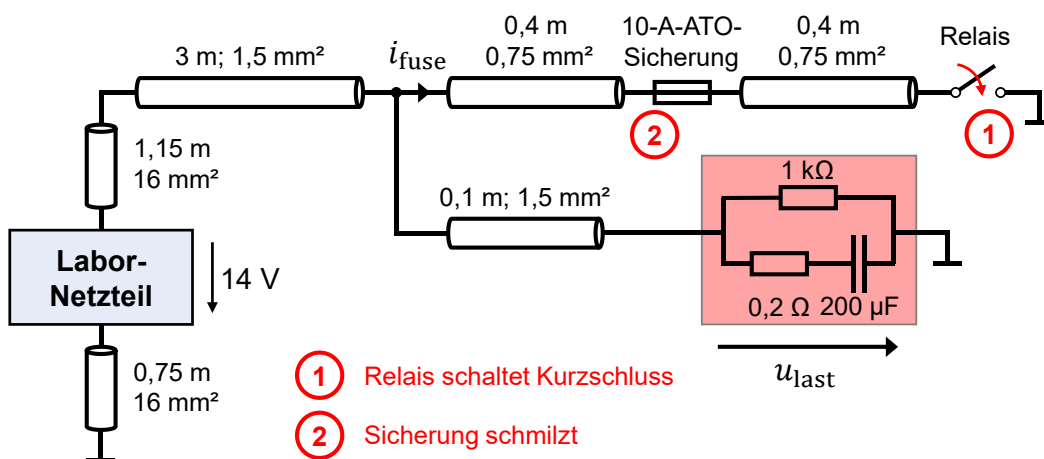 3 m; 1,5 mm²
i_fuse
0,4 m
0,75 mm²
10-A-ATO-
Sicherung
0,4 m
0,75 mm²
Relais
2
1
1,15 m
16 mm²
0,1 m; 1,5 mm²
1 kΩ
0,2 Ω
200 µF
Labor-
Netzteil
14 V
u_last
0,75 m
16 mm²
1 Relais schaltet Kurzschluss
2 Sicherung schmilzt